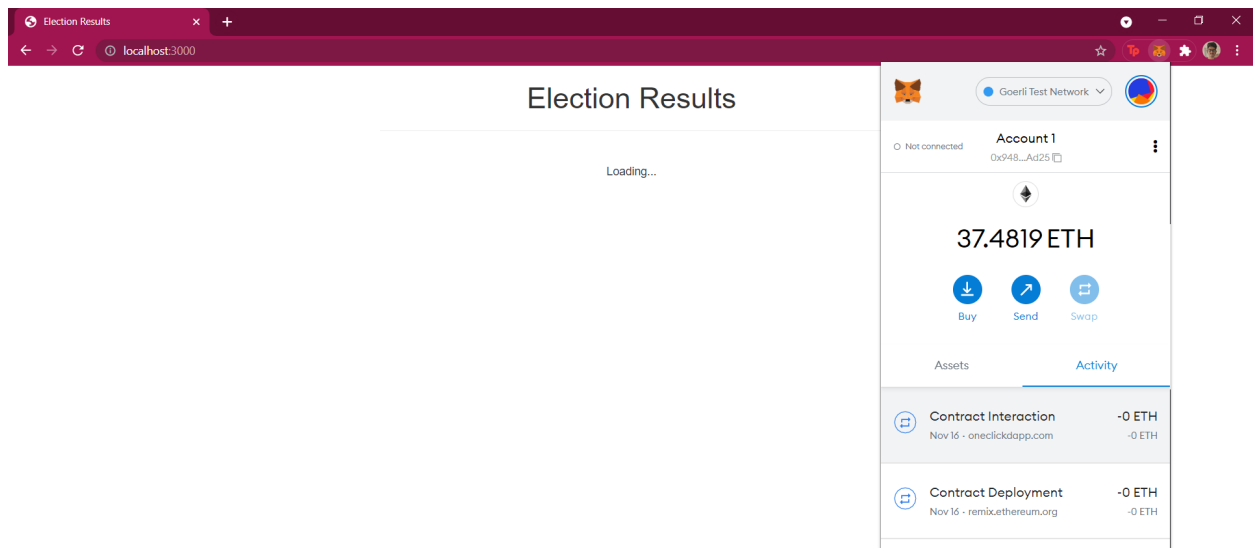 Election Results
localhost:3000
Tp
Election Results
Loading...
Goerli Test Network
Not connected
Account 1
0x948...Ad25
37.4819 ETH
Buy Send Swap
Assets Activity
Contract Interaction -0 ETH
Nov 16 - oneclickdapp.com -0 ETH
Contract Deployment -0 ETH
Nov 16 - remix.ethereum.org -0 ETH